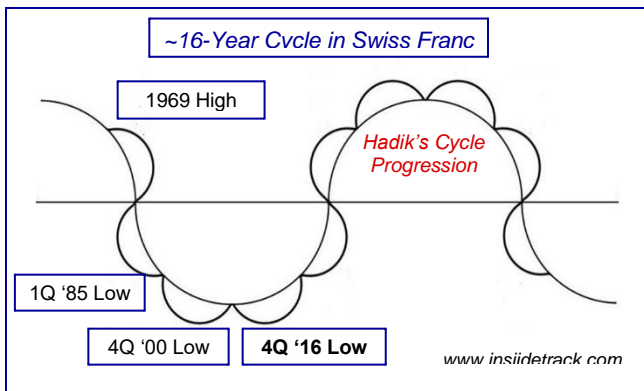 ~16-Year Cycle in Swiss Franc
1969 High
Hadik's Cycle
Progression
1Q '85 Low
4Q '00 Low
4Q '16 Low
www.insiidetrack.com